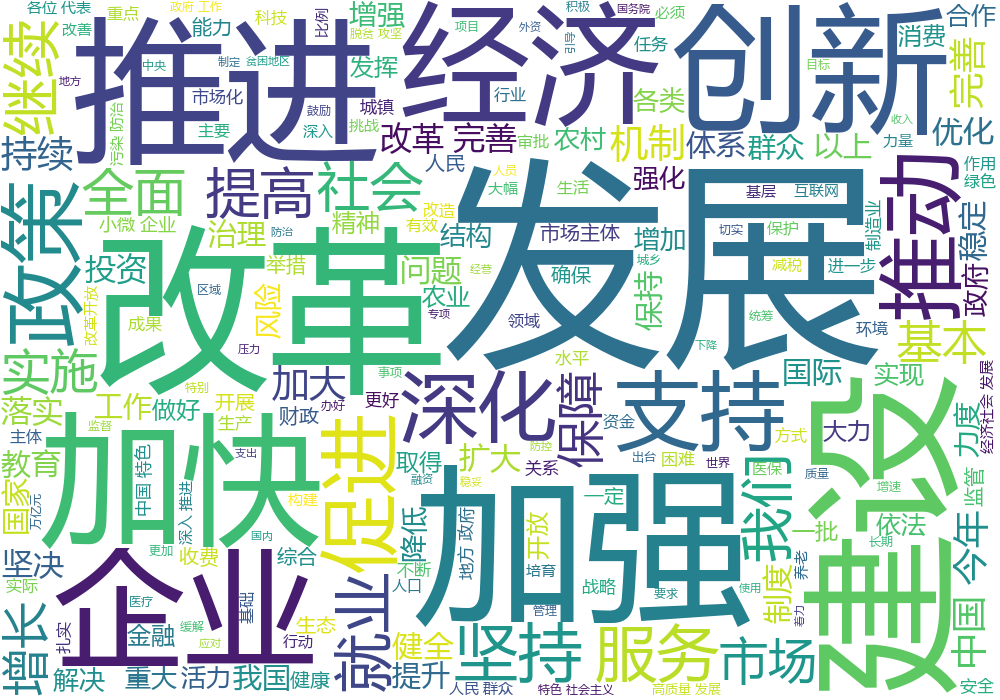 各位 代表
重点
政府 工作
科技
比例
增强
脱贫 攻坚
积极
国务院
必须
合作
改善
能力
项目
外资
引导
任务
消费
继续
推进
经济
创新
完善
地方
中央
制定
贫困地区
发挥
行业
目标
市场化
鼓励
城镇
各类
收入
污染 防治
主要
深入
挑战
改革 完善
审批
农村
机制
体系
群众
以上
力量
优化
持续
全面
提高
社会
人民
人员
大幅
生活
强化
基层
互联网
推动
作用
绿色
政策
小微 企业
治理
精神
改造
有效
结构
市场主体
增加
切实
保护
制造业
稳定
政府
改革
发展
投资
举措
防治
问题
经营
城乡
确保
减税
进一步
改革开放
成果
区域
风险
农业
专项
领域
保持
统筹
环境
基本
实施
压力
水平
下降
加大
事项
深化
保障
支持
国际
实现
经济社会 发展
特别
办好
更好
落实
工作
做好
开展
生产
财政
资金
方式
大力
力度
主体
监督
加快
促进
取得
扩大
关系
防控
出台
困难
世界
医保
质量
建设
教育
中国 特色
支出
融资
稳妥
加强
一定
我们
增速
监管
国家
万亿元
深入 推进
构建
降低
地方 政府
开放
一批
依法
今年
坚决
更加
收费
国内
综合
不断
培育
长期
养老
实际
企业
人口
战略
要求
使用
制度
中国
增长
医疗
基础
就业
管理
着力
扎实
金融
缓解
应对
行动
生态
健全
坚持
服务
市场
解决
重大
活力
我国
健康
提升
人民 群众
特色 社会主义
高质量 发展
安全